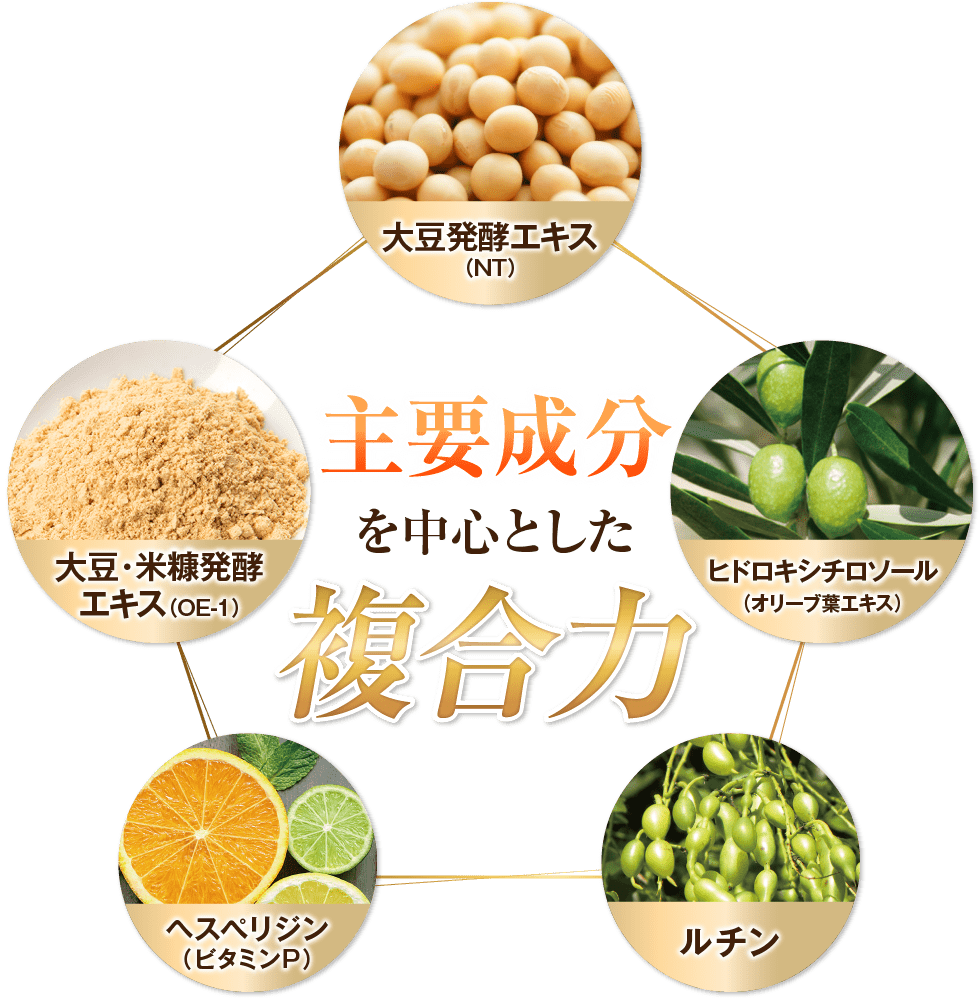 大豆発酵エキス
(NT)
主要成分
を中心とした
複合力
大豆・米糠発酵
エキス(OE-1)
ヒドロキシチロソール
(オリーブ葉エキス)
ヘスペリジン
(ビタミンP)
ルチン